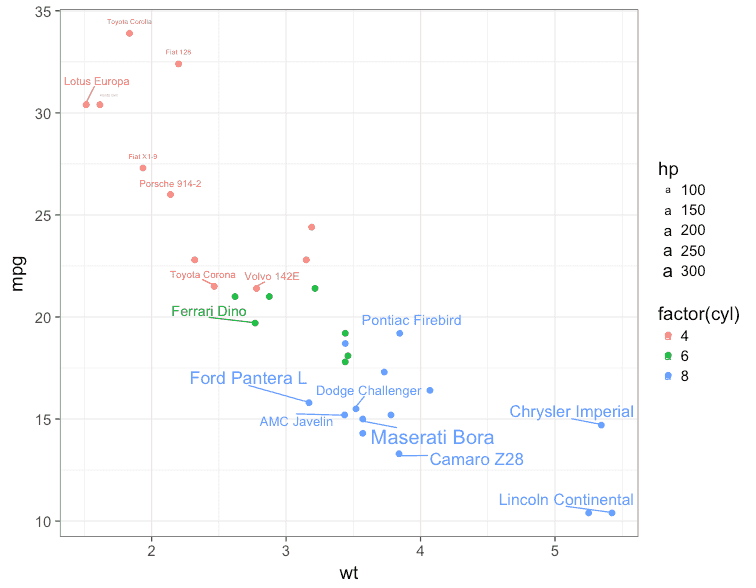 35
Toyota Corolla
Fiat 128
Lotus Europa
30
Fiat X1-9
Porsche 914-2
25
Toyota Corona
Volvo 142E
Ferrari Dino
20
Pontiac Firebird
Ford Pantera L
Dodge Challenger
15
AMC Javelin
Chrysler Imperial
Maserati Bora
Camaro Z28
Lincoln Continental
10
2
3
4
5
wt
mpg
hp
a 100
a 150
a 200
a 250
a 300
factor(cyl)
4
6
8